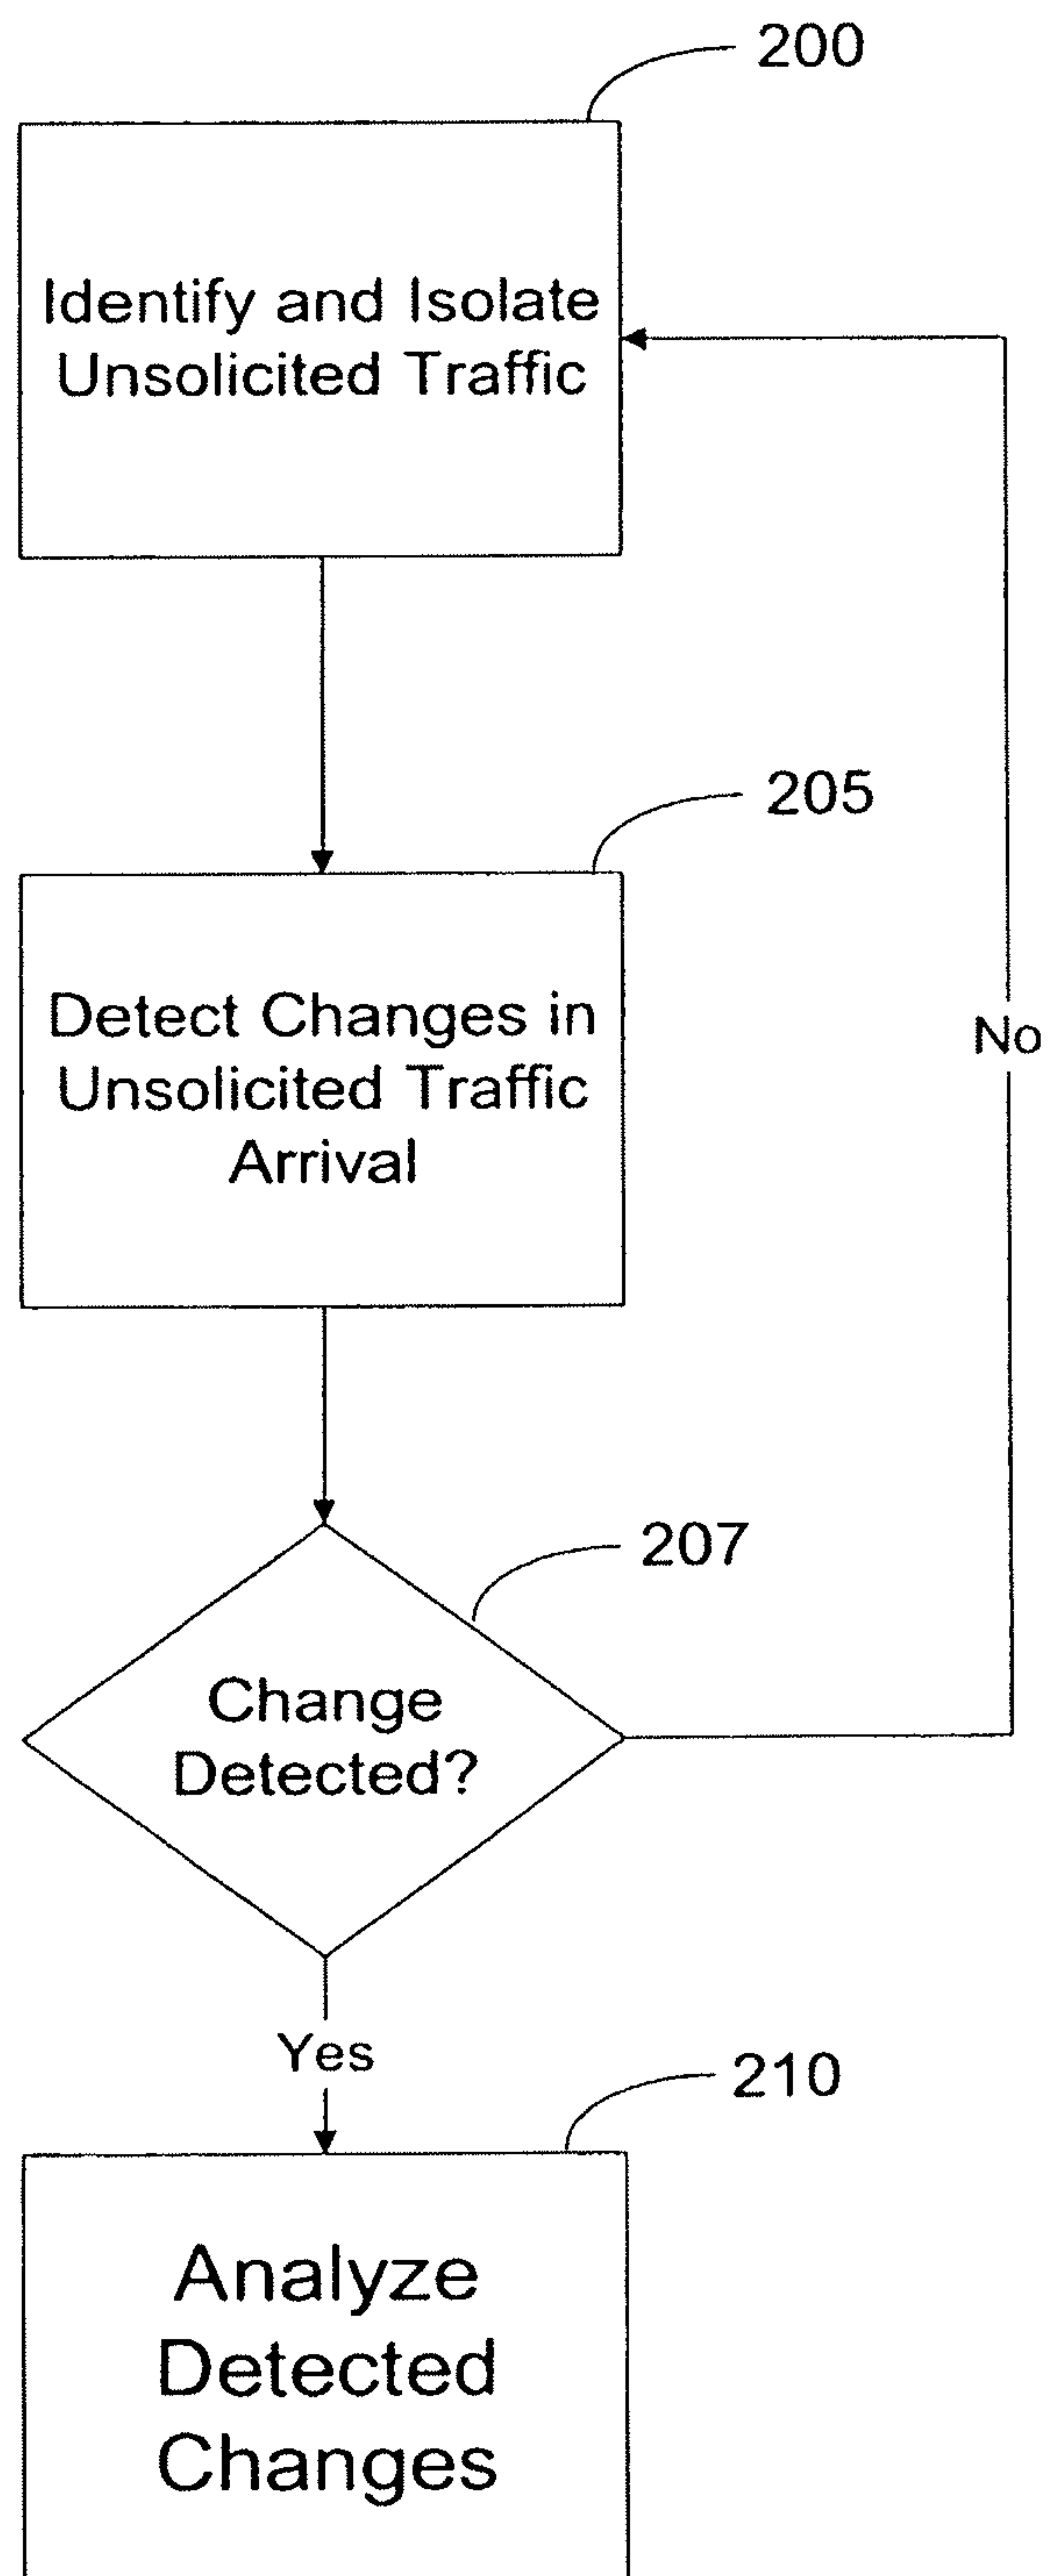 200
Identify and Isolate
Unsolicited Traffic
205
Detect Changes in
Unsolicited Traffic
Arrival
No
207
Change
Detected?
Yes
210
Analyze
Detected
Changes